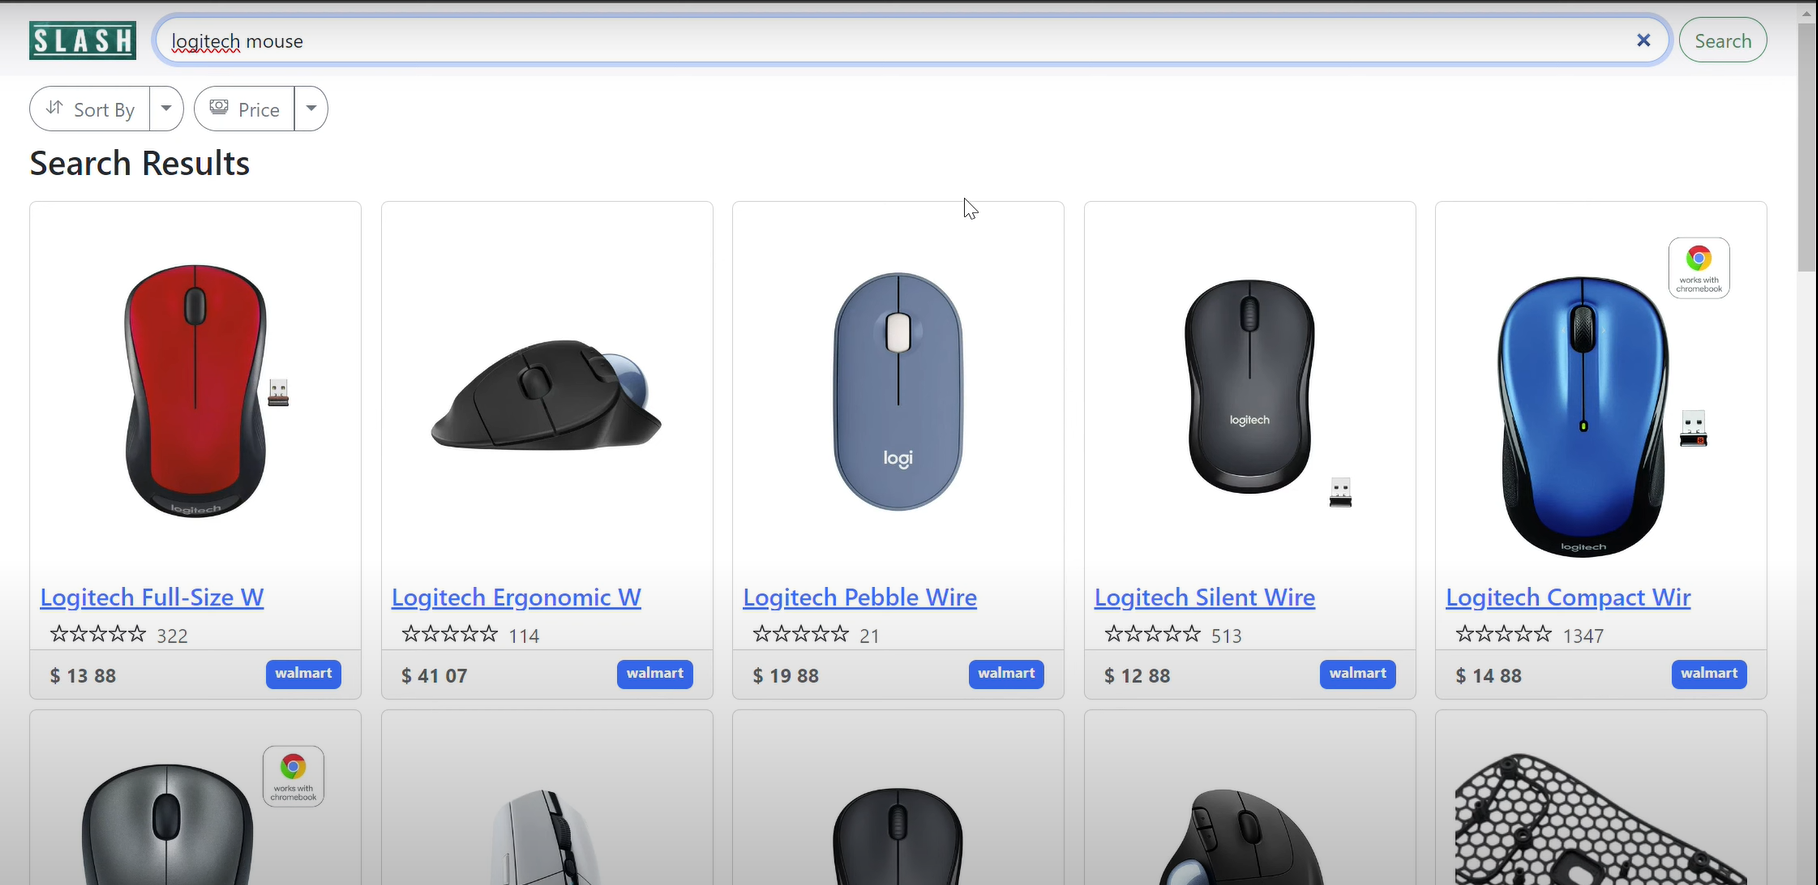 SLASH
logitech mouse
Search
Sort By
Price
Search Results
logitech
logi
logitech
works with
chromebook
logitech
Logitech Full-Size W
Logitech Ergonomic W
Logitech Pebble Wire
Logitech Silent Wire
Logitech Compact Wir
322
114
21
513
1347
$ 13 88
walmart
$ 41 07
walmart
$ 19 88
walmart
$ 12 88
walmart
$ 14 88
walmart
works with
chromebook